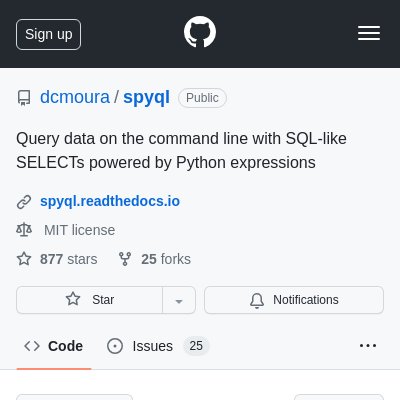 Sign up
dcmoura / spyql Public
Query data on the command line with SQL-like
SELECTs powered by Python expressions
spyql.readthedocs.io
MIT license
877 stars 25 forks
Star Notifications
Code Issues 25